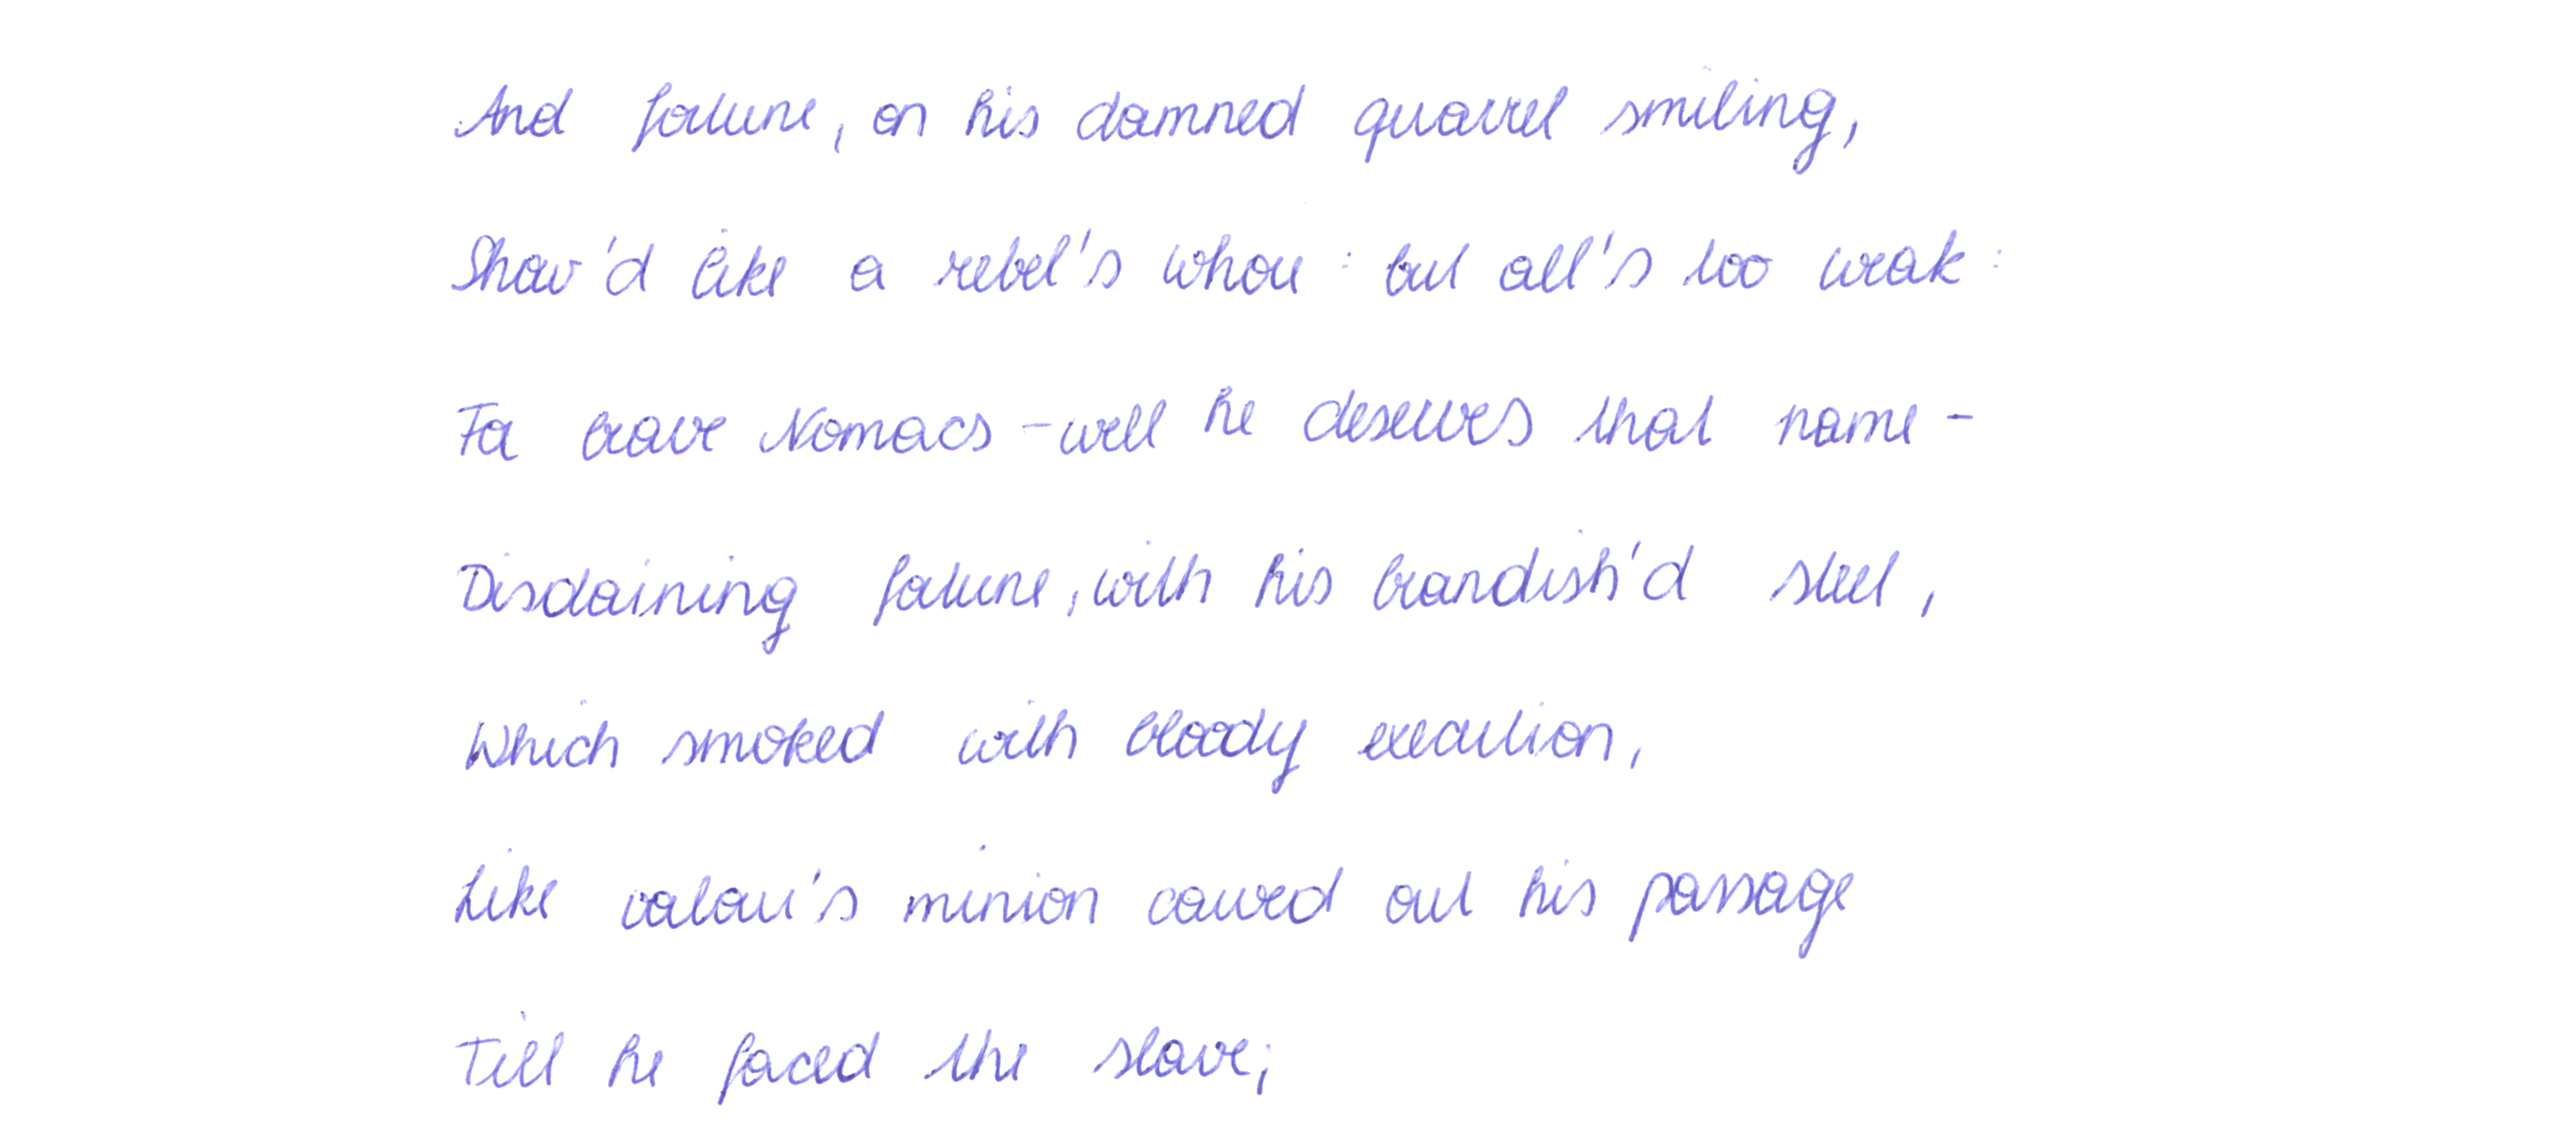 And fortune, on his damned quarrel smiling,
Show'd like a rebel's whore : but all's too weak :
For brave Nomacs - well he deserves that name -
Disdaining fortune, with his brandish'd steel,
Which smoked with bloody execution,
Like valour's minion carved out his passage
Till he faced the slave;